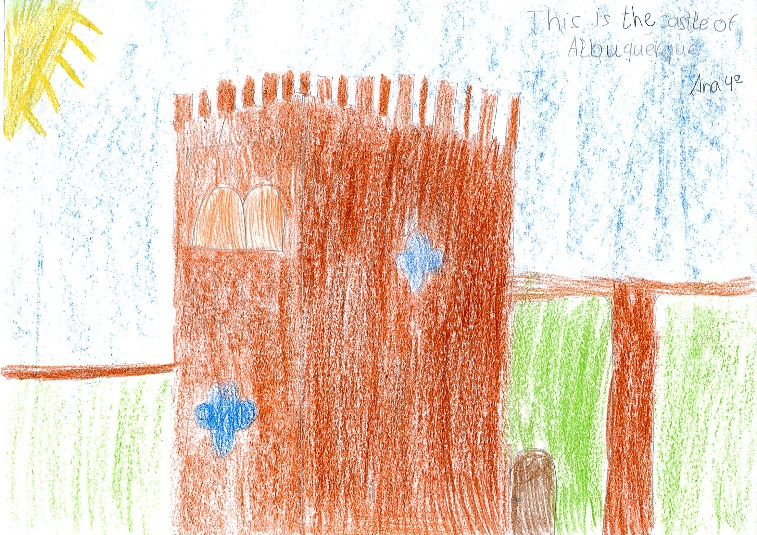 This is the castle of
Albuquerque
Ana 4º